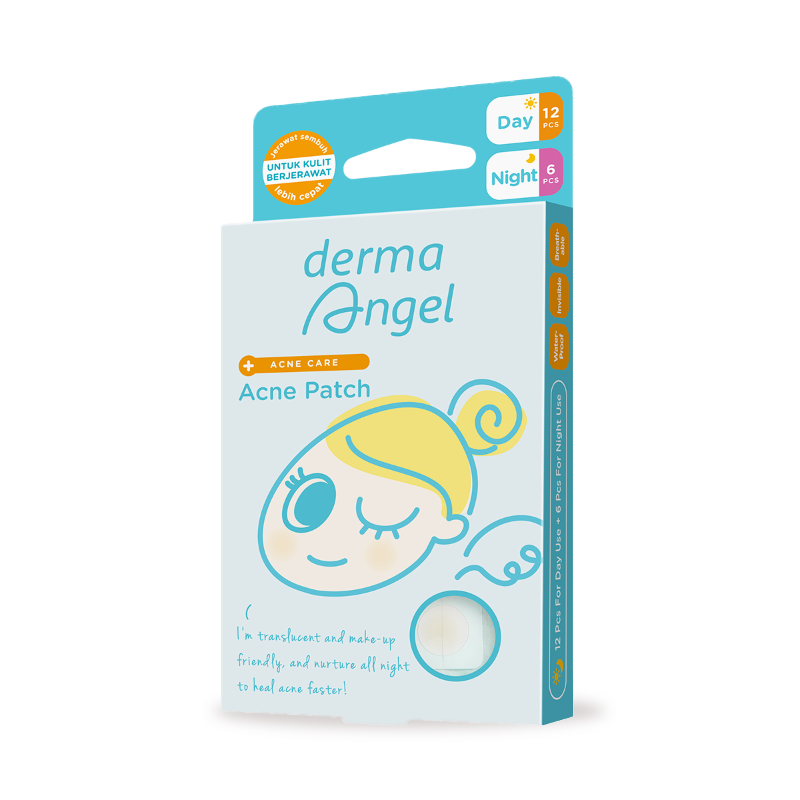 Jerawat sembuh
UNTUK KULIT
BERJERAWAT
lebih cepat
Day
12
PCS
Night
6
PCS
derma
Angel
+ ACNE CARE
Acne Patch
I'm translucent and make-up
friendly, and nurture all night
to heal acne faster!
Breath-
able
Invisible
Water-
Proof
12 Pcs For Day Use + 6 Pcs For Night Use